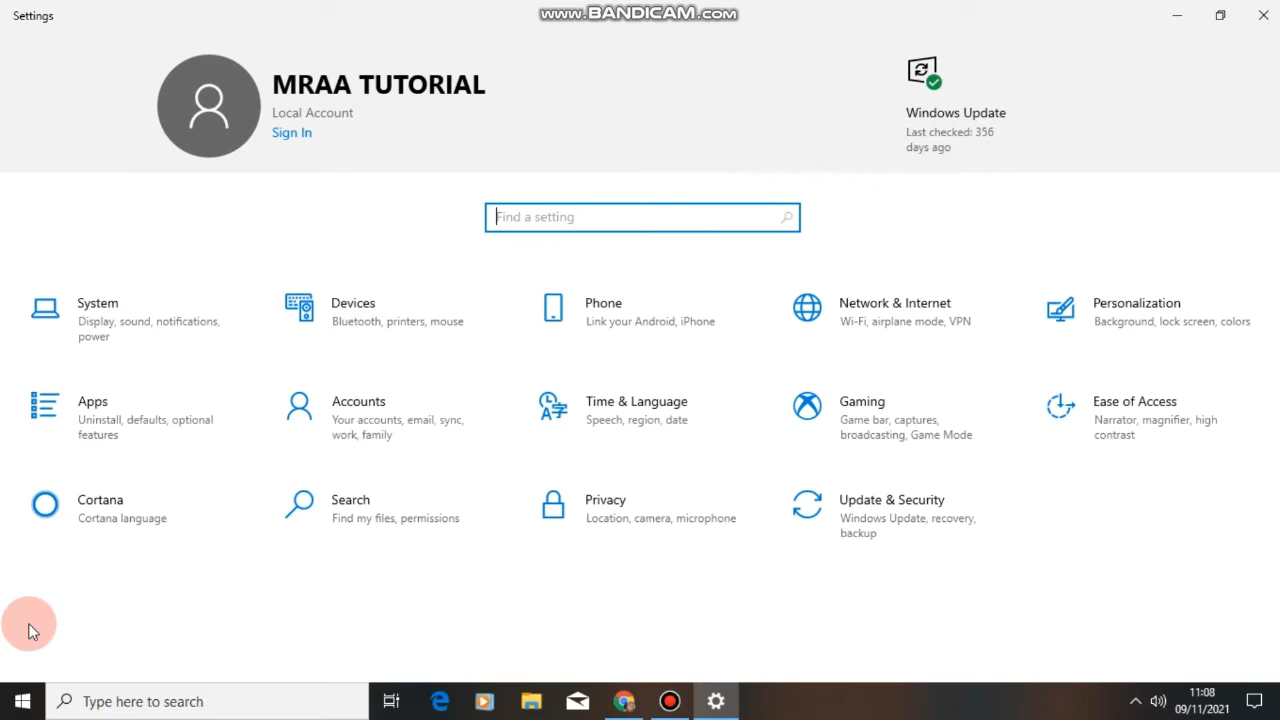 Settings
www.BANDICAM.com
MRAA TUTORIAL
Local Account
Sign In
Windows Update
Last checked: 356
days ago
Find a setting
System
Display, sound, notifications,
power
Devices
Bluetooth, printers, mouse
Phone
Link your Android, iPhone
Network & Internet
Wi-Fi, airplane mode, VPN
Personalization
Background, lock screen, colors
Apps
Uninstall, defaults, optional
features
Accounts
Your accounts, email, sync,
work, family
Time & Language
Speech, region, date
Gaming
Game bar, captures,
broadcasting, Game Mode
Ease of Access
Narrator, magnifier, high
contrast
Cortana
Cortana language
Search
Find my files, permissions
Privacy
Location, camera, microphone
Update & Security
Windows Update, recovery,
backup
Type here to search
11:08
09/11/2021